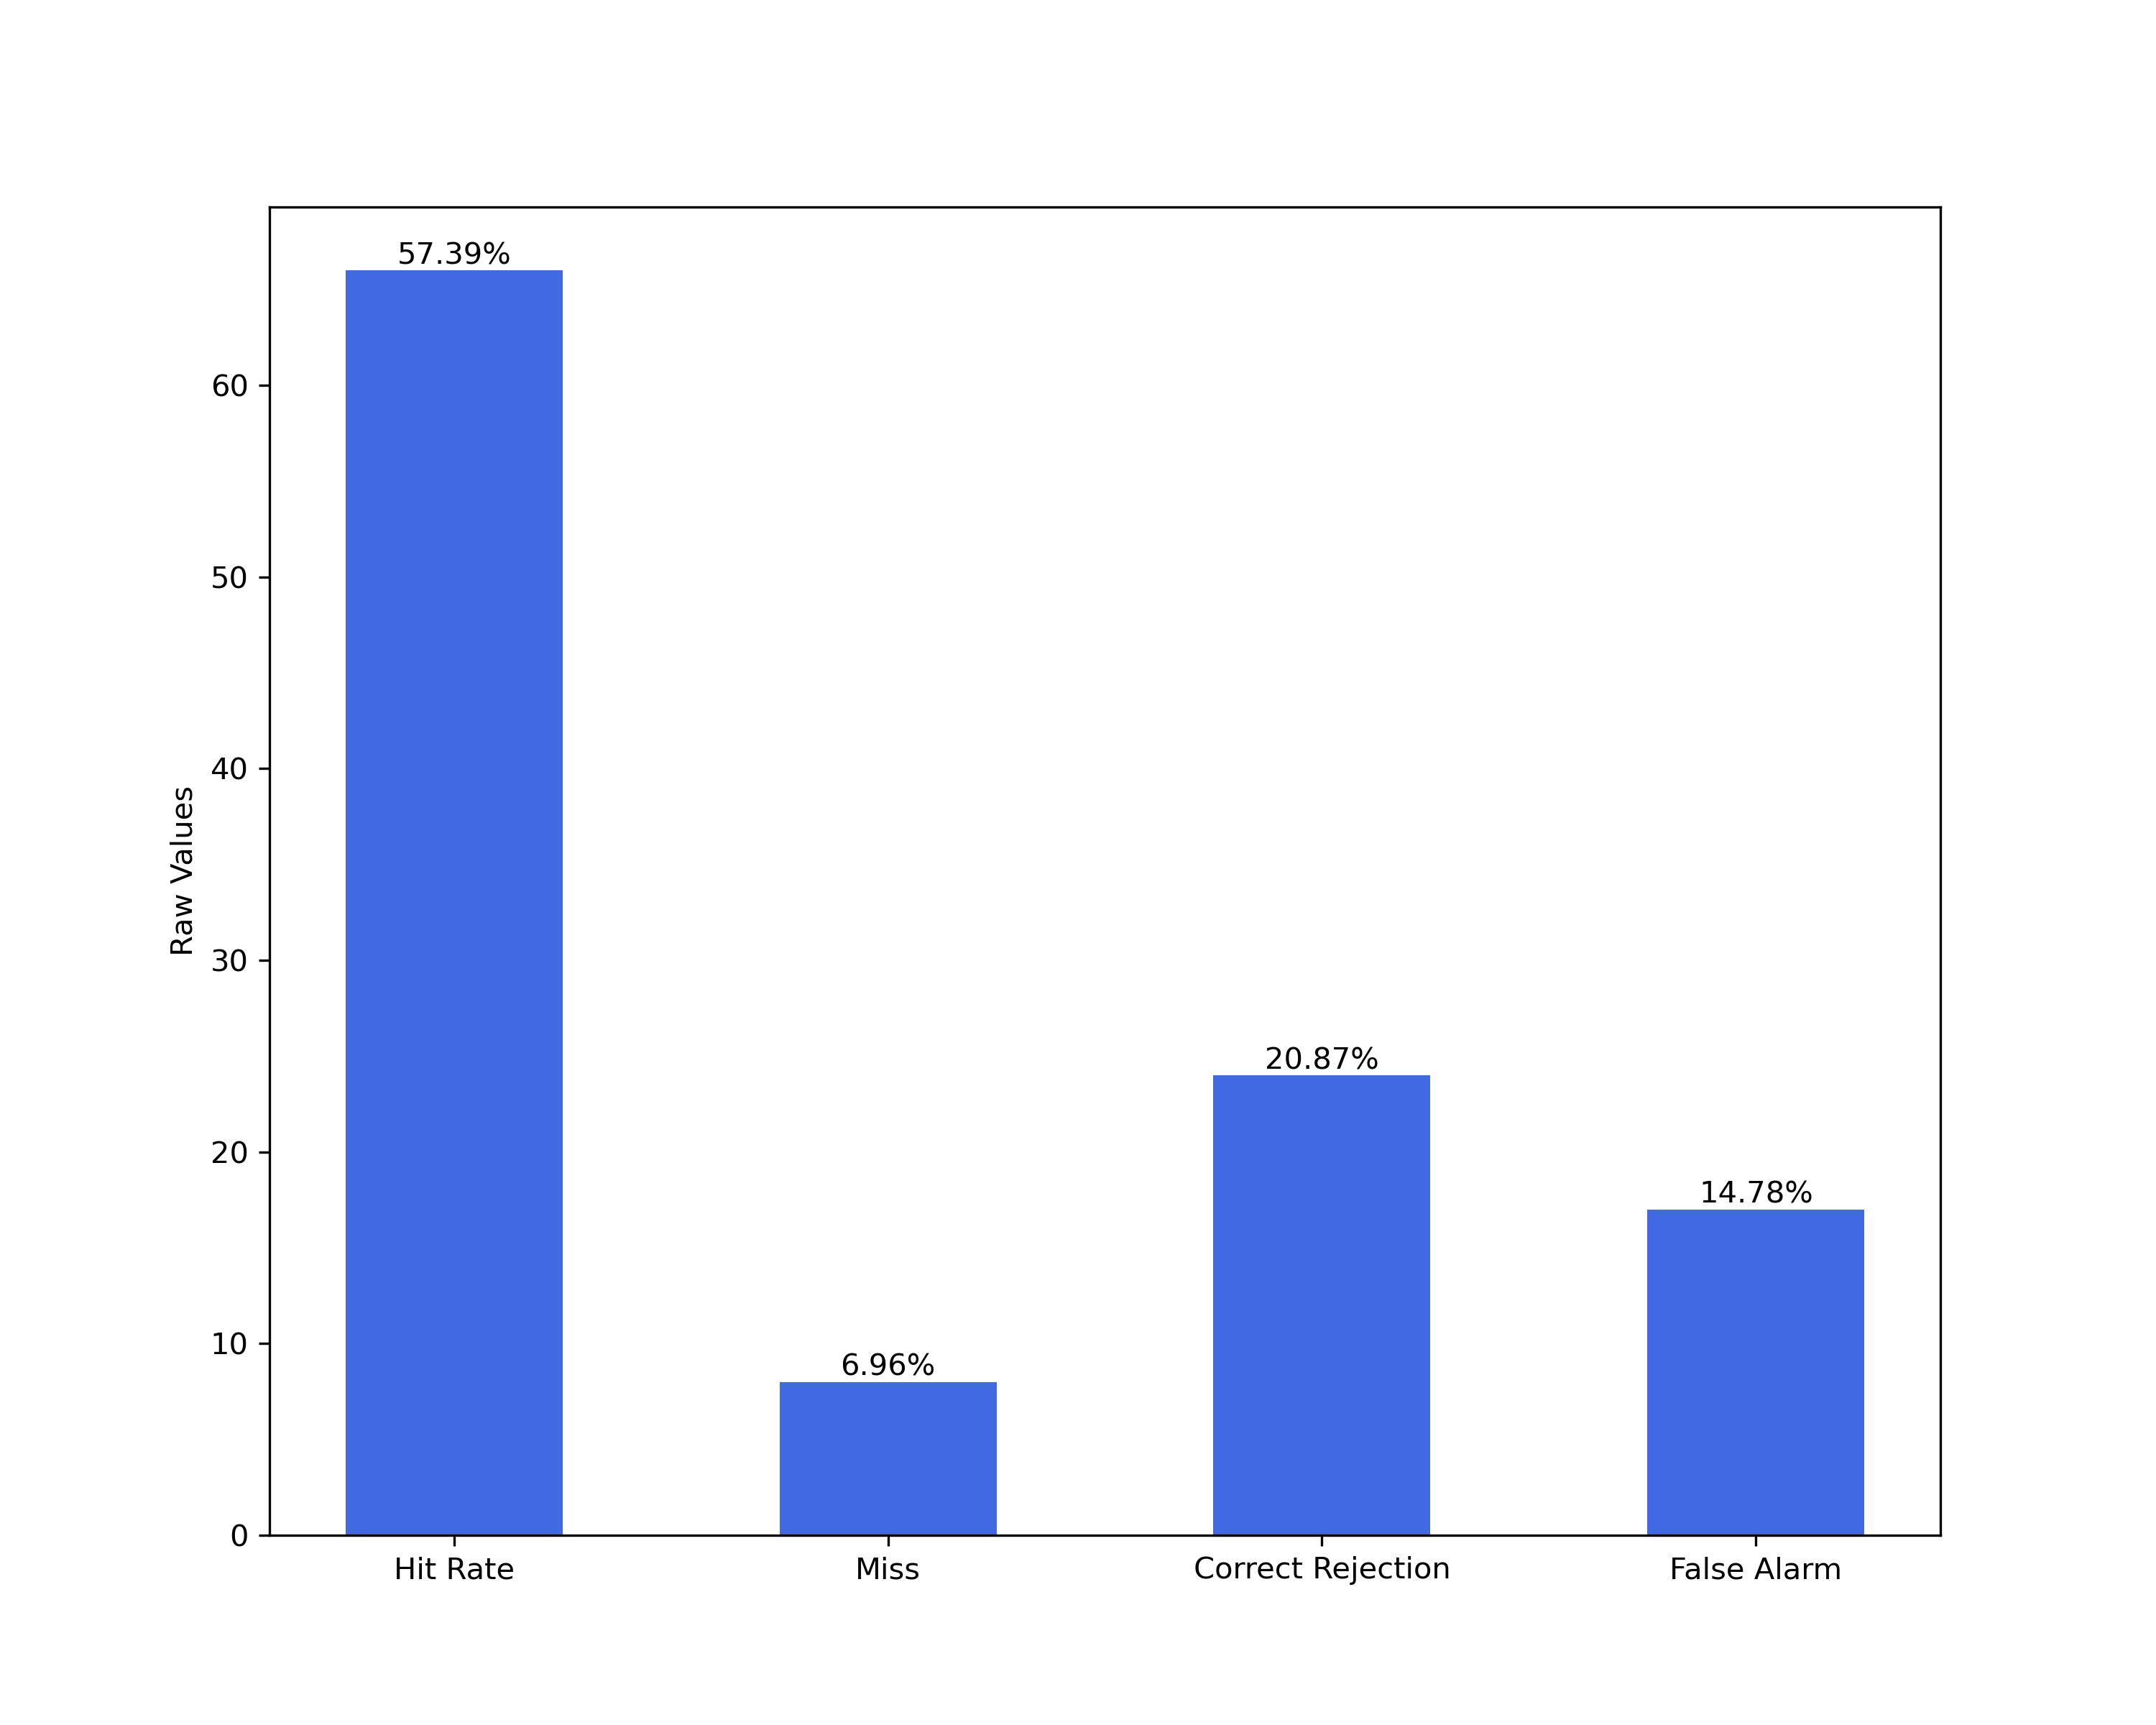 57.39%
60
50
40
Raw Values
30
20.87%
20
14.78%
10
6.96%
0
Hit Rate
Miss
Correct Rejection
False Alarm